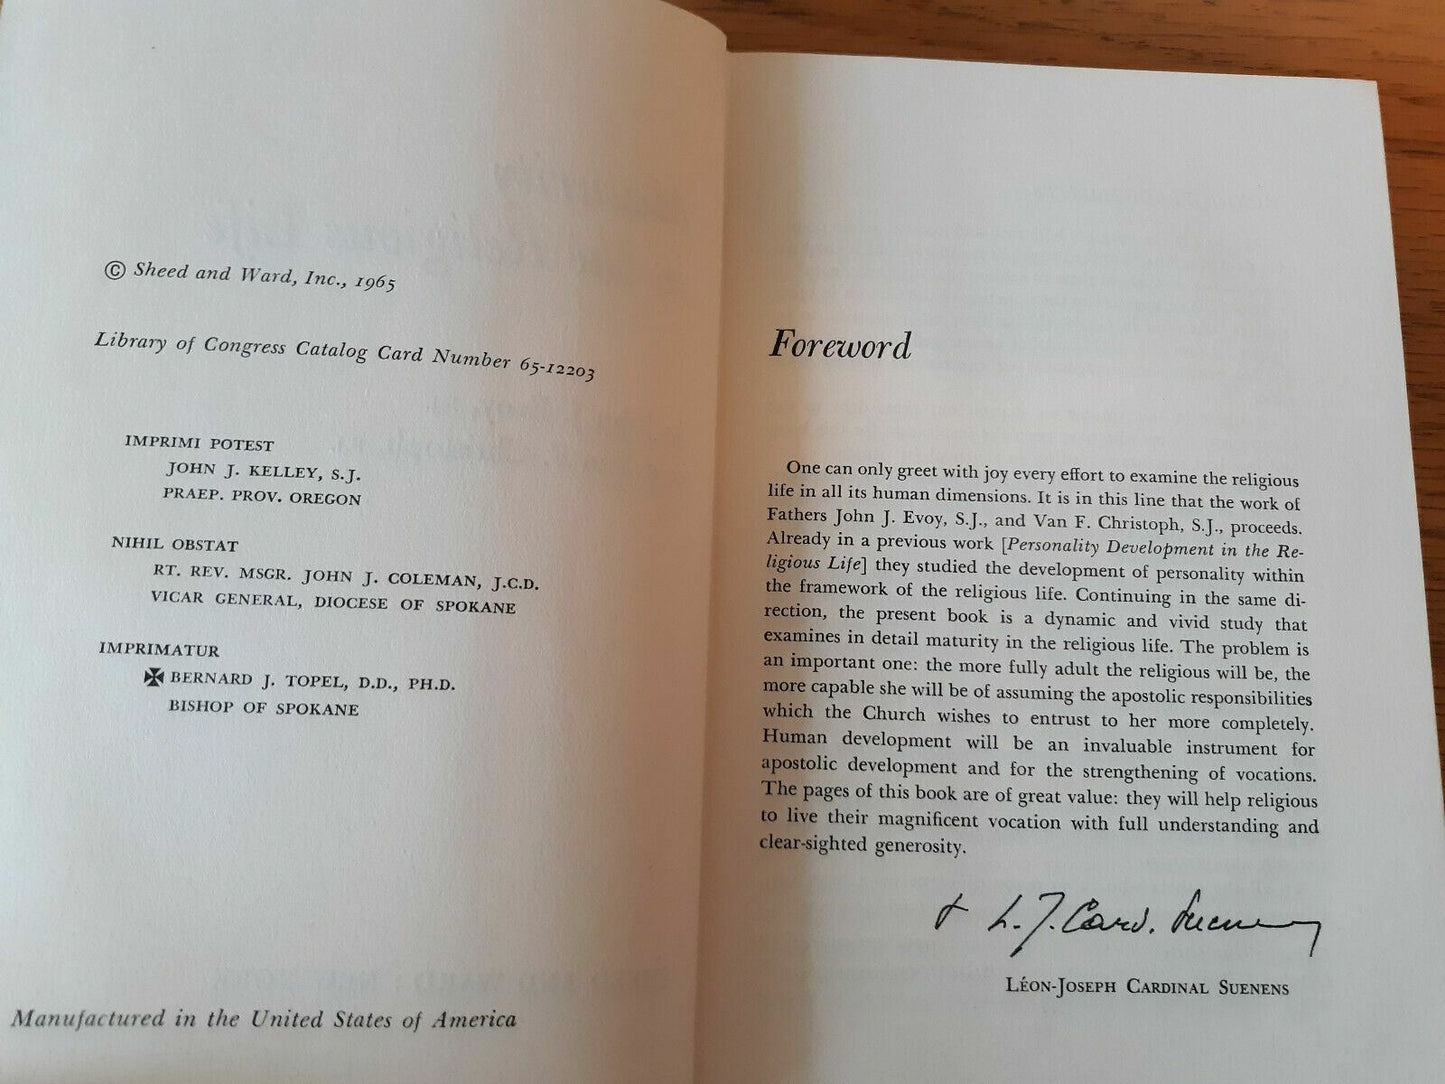 © Sheed and Ward, Inc., 1965
Library of Congress Catalog Card Number 65-12203
IMPRIMI POTEST
JOHN J. KELLEY, S.J.
PRAEP. PROV. OREGON
NIHIL OBSTAT
RT. REV. MSGR. JOHN J. COLEMAN, J.C.D.
VICAR GENERAL, DIOCESE OF SPOKANE
IMPRIMATUR
✠ BERNARD J. TOPEL, D.D., PH.D.
BISHOP OF SPOKANE
Manufactured in the United States of America
Foreword
One can only greet with joy every effort to examine the religious
life in all its human dimensions. It is in this line that the work of
Fathers John J. Evoy, S.J., and Van F. Christoph, S.J., proceeds.
Already in a previous work [Personality Development in the Re-
ligious Life] they studied the development of personality within
the framework of the religious life. Continuing in the same di-
rection, the present book is a dynamic and vivid study that
examines in detail maturity in the religious life. The problem is
an important one: the more fully adult the religious will be, the
more capable she will be of assuming the apostolic responsibilities
which the Church wishes to entrust to her more completely.
Human development will be an invaluable instrument for
apostolic development and for the strengthening of vocations.
The pages of this book are of great value: they will help religious
to live their magnificent vocation with full understanding and
clear-sighted generosity.
+ L. J. Card. Suenens
LÉON-JOSEPH CARDINAL SUENENS